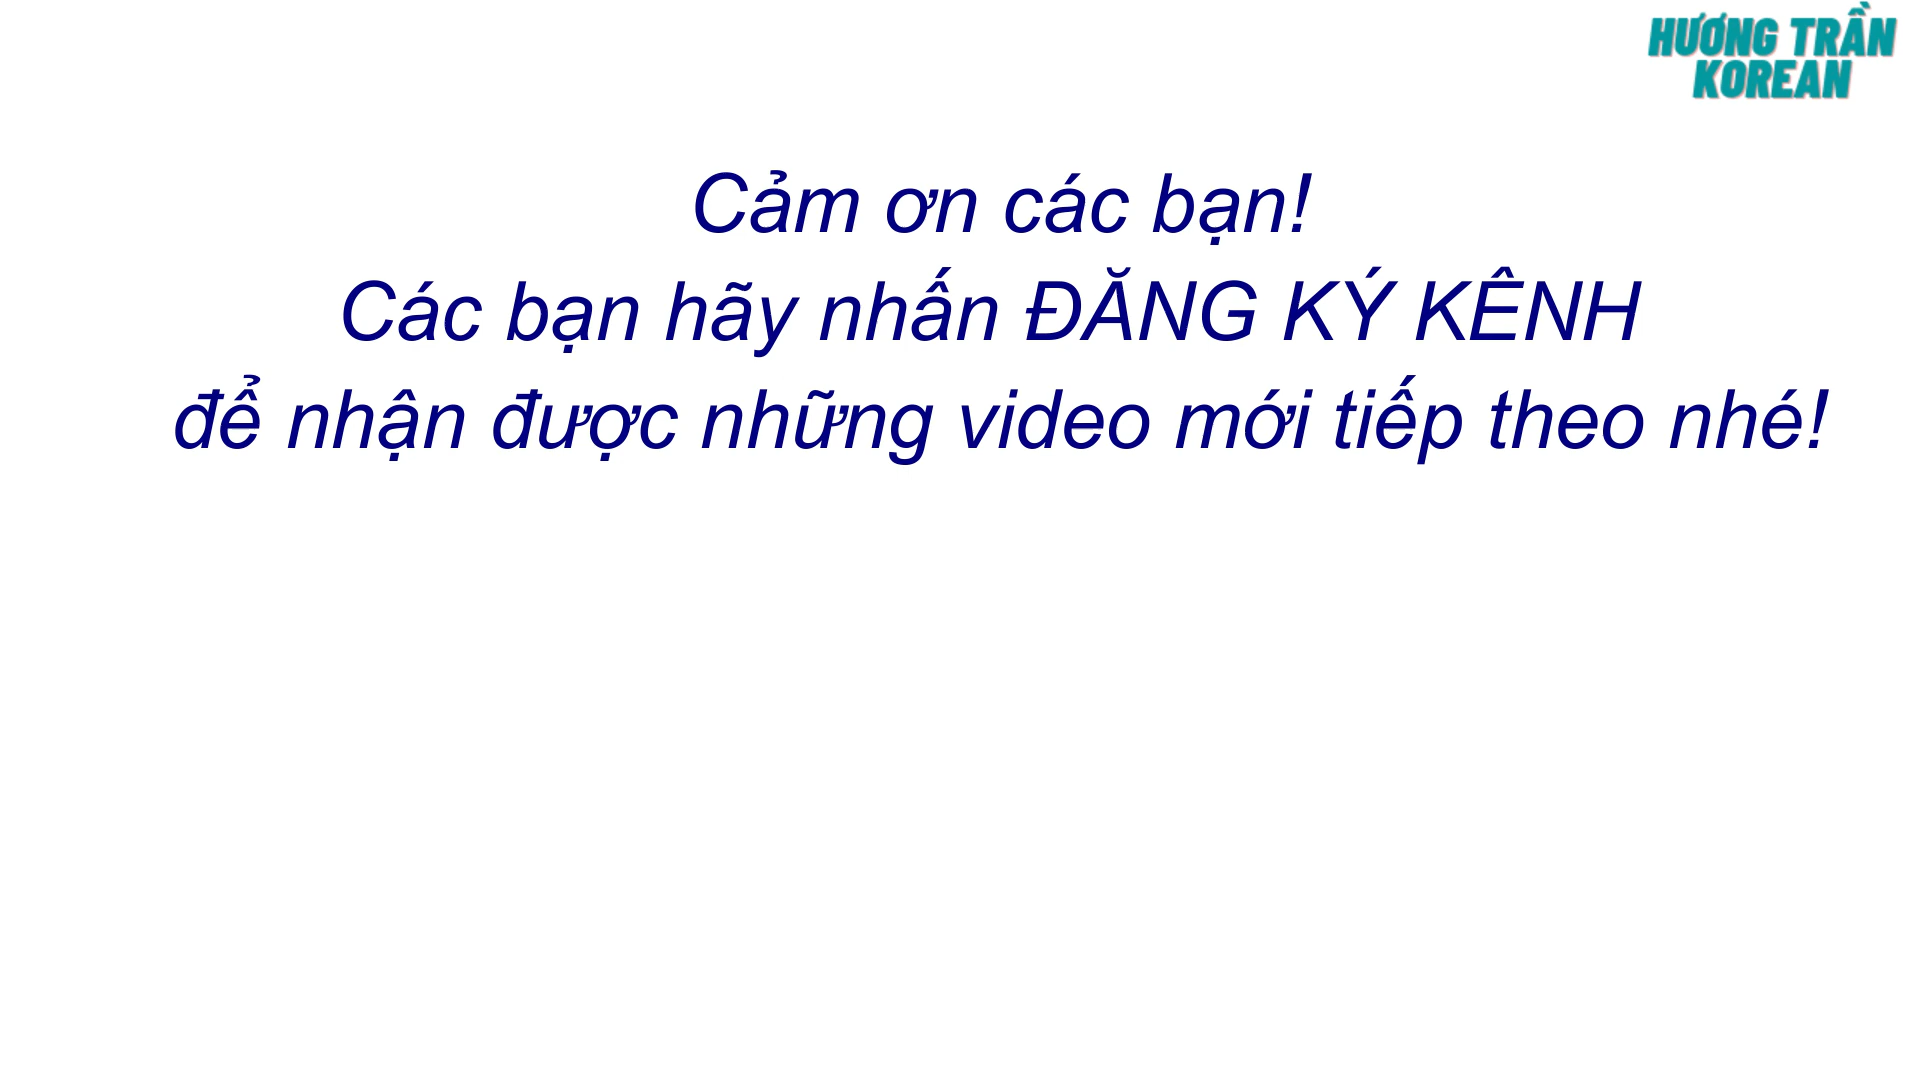 HƯƠNG TRẦN
KOREAN
Cảm ơn các bạn!
Các bạn hãy nhấn ĐĂNG KÝ KÊNH
để nhận được những video mới tiếp theo nhé!